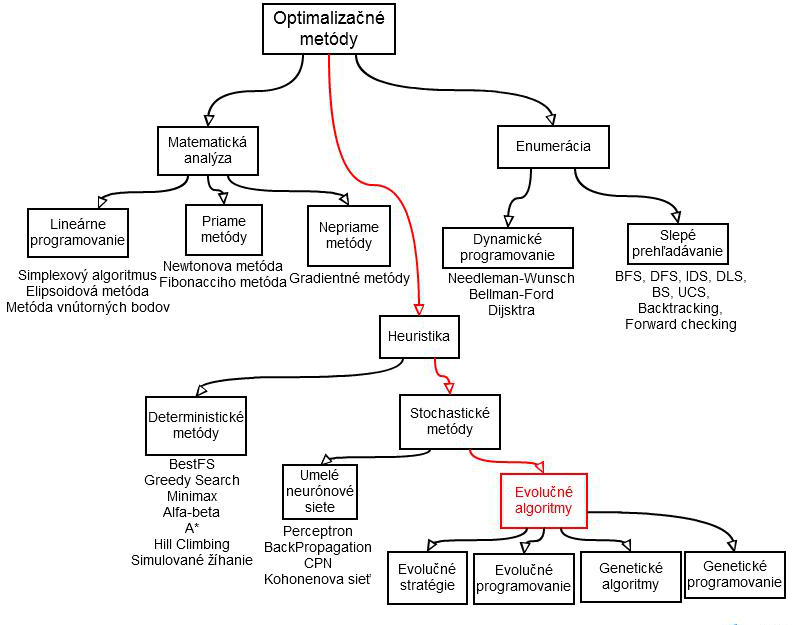 Optimalizačné
metódy
Matematická
analýza
Enumerácia
Lineárne
programovanie
Simplexový algoritmus
Elipsoidová metóda
Metóda vnútorných bodov
Priame
metódy
Newtonova metóda
Fibonacciho metóda
Nepriame
metódy
Gradientné metódy
Dynamické
programovanie
Needleman-Wunsch
Bellman-Ford
Dijsktra
Slepé
prehľadávanie
BFS, DFS, IDS, DLS,
BS, UCS,
Backtracking,
Forward checking
Heuristika
Deterministické
metódy
BestFS
Greedy Search
Minimax
Alfa-beta
A*
Hill Climbing
Simulované žíhanie
Stochastické
metódy
Umelé
neurónové
siete
Perceptron
BackPropagation
CPN
Kohonenova sieť
Evolučné
algoritmy
Evolučné
stratégie
Evolučné
programovanie
Genetické
algoritmy
Genetické
programovanie